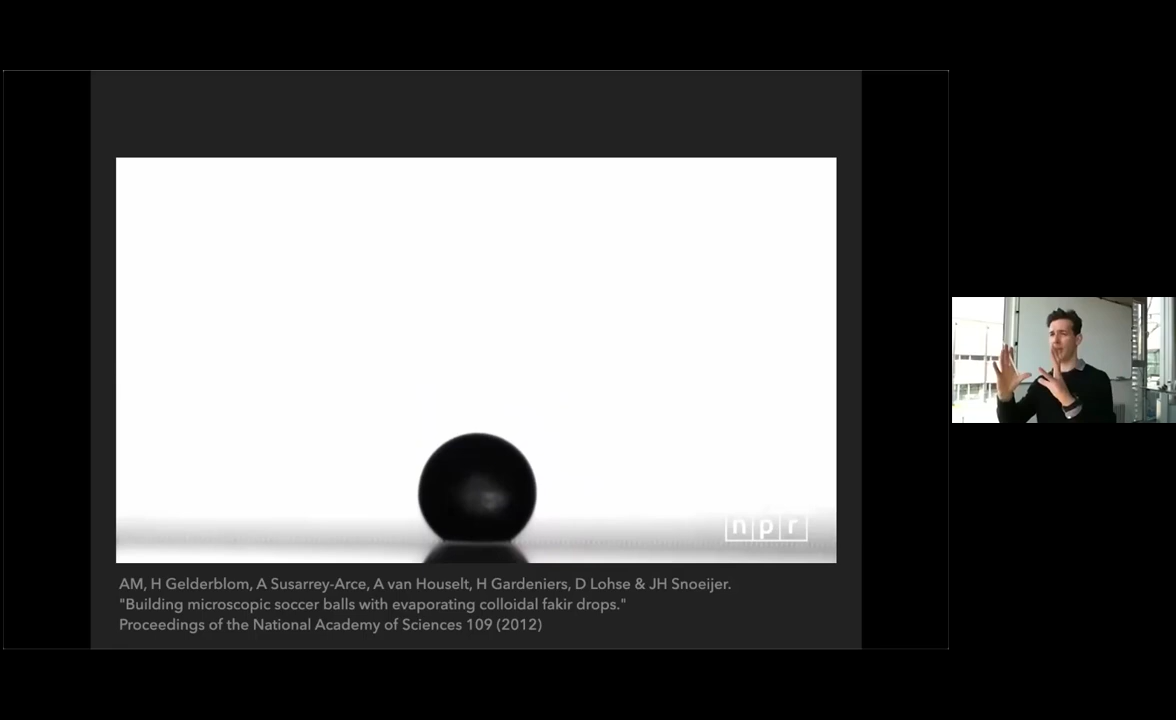 npr
AM, H Gelderblom, A Susarrey-Arce, A van Houselt, H Gardeniers, D Lohse & JH Snoeijer.
"Building microscopic soccer balls with evaporating colloidal fakir drops."
Proceedings of the National Academy of Sciences 109 (2012)